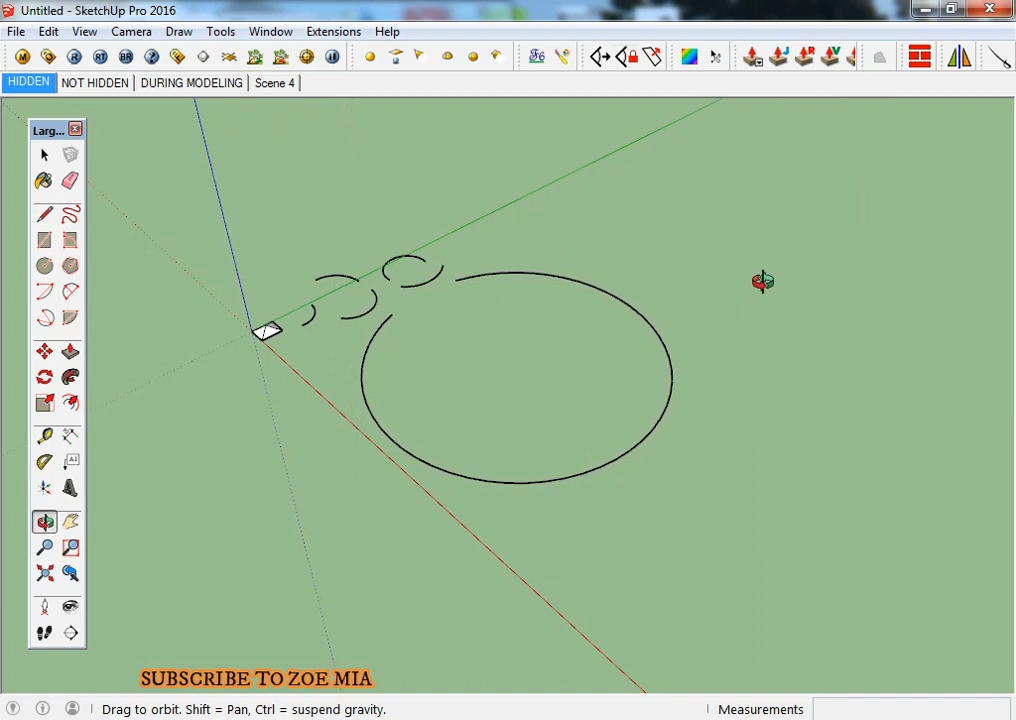 Untitled - SketchUp Pro 2016
File Edit View Camera Draw Tools Window Extensions Help
HIDDEN NOT HIDDEN DURING MODELING Scene 4
Larg...
SUBSCRIBE TO ZOE MIA
Drag to orbit. Shift = Pan, Ctrl = suspend gravity.
Measurements